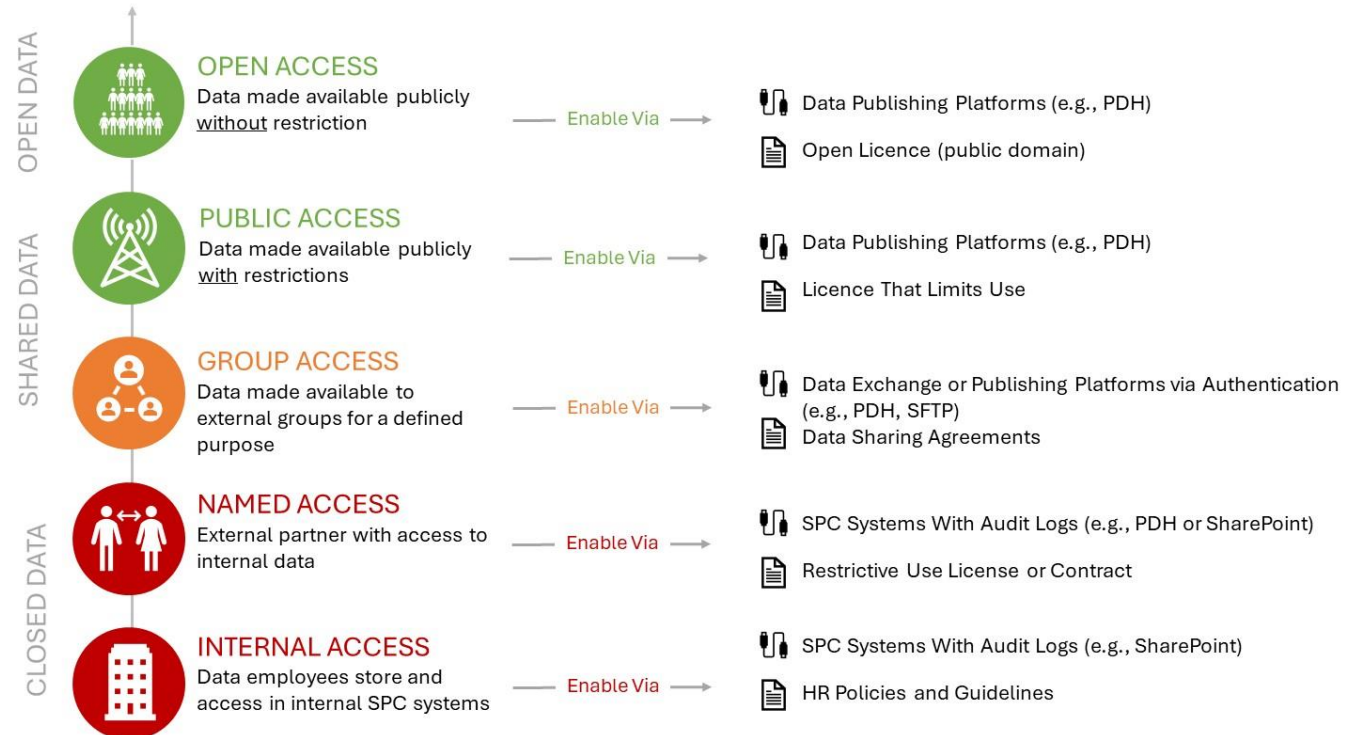 OPEN DATA
OPEN ACCESS
Data made available publicly
without restriction
Enable Via
Data Publishing Platforms (e.g., PDH)
Open Licence (public domain)
SHARED DATA
PUBLIC ACCESS
Data made available publicly
with restrictions
Enable Via
Data Publishing Platforms (e.g., PDH)
Licence That Limits Use
GROUP ACCESS
Data made available to
external groups for a defined
purpose
Enable Via
Data Exchange or Publishing Platforms via Authentication
(e.g., PDH, SFTP)
Data Sharing Agreements
CLOSED DATA
NAMED ACCESS
External partner with access to
internal data
Enable Via
SPC Systems With Audit Logs (e.g., PDH or SharePoint)
Restrictive Use License or Contract
INTERNAL ACCESS
Data employees store and
access in internal SPC systems
Enable Via
SPC Systems With Audit Logs (e.g., SharePoint)
HR Policies and Guidelines